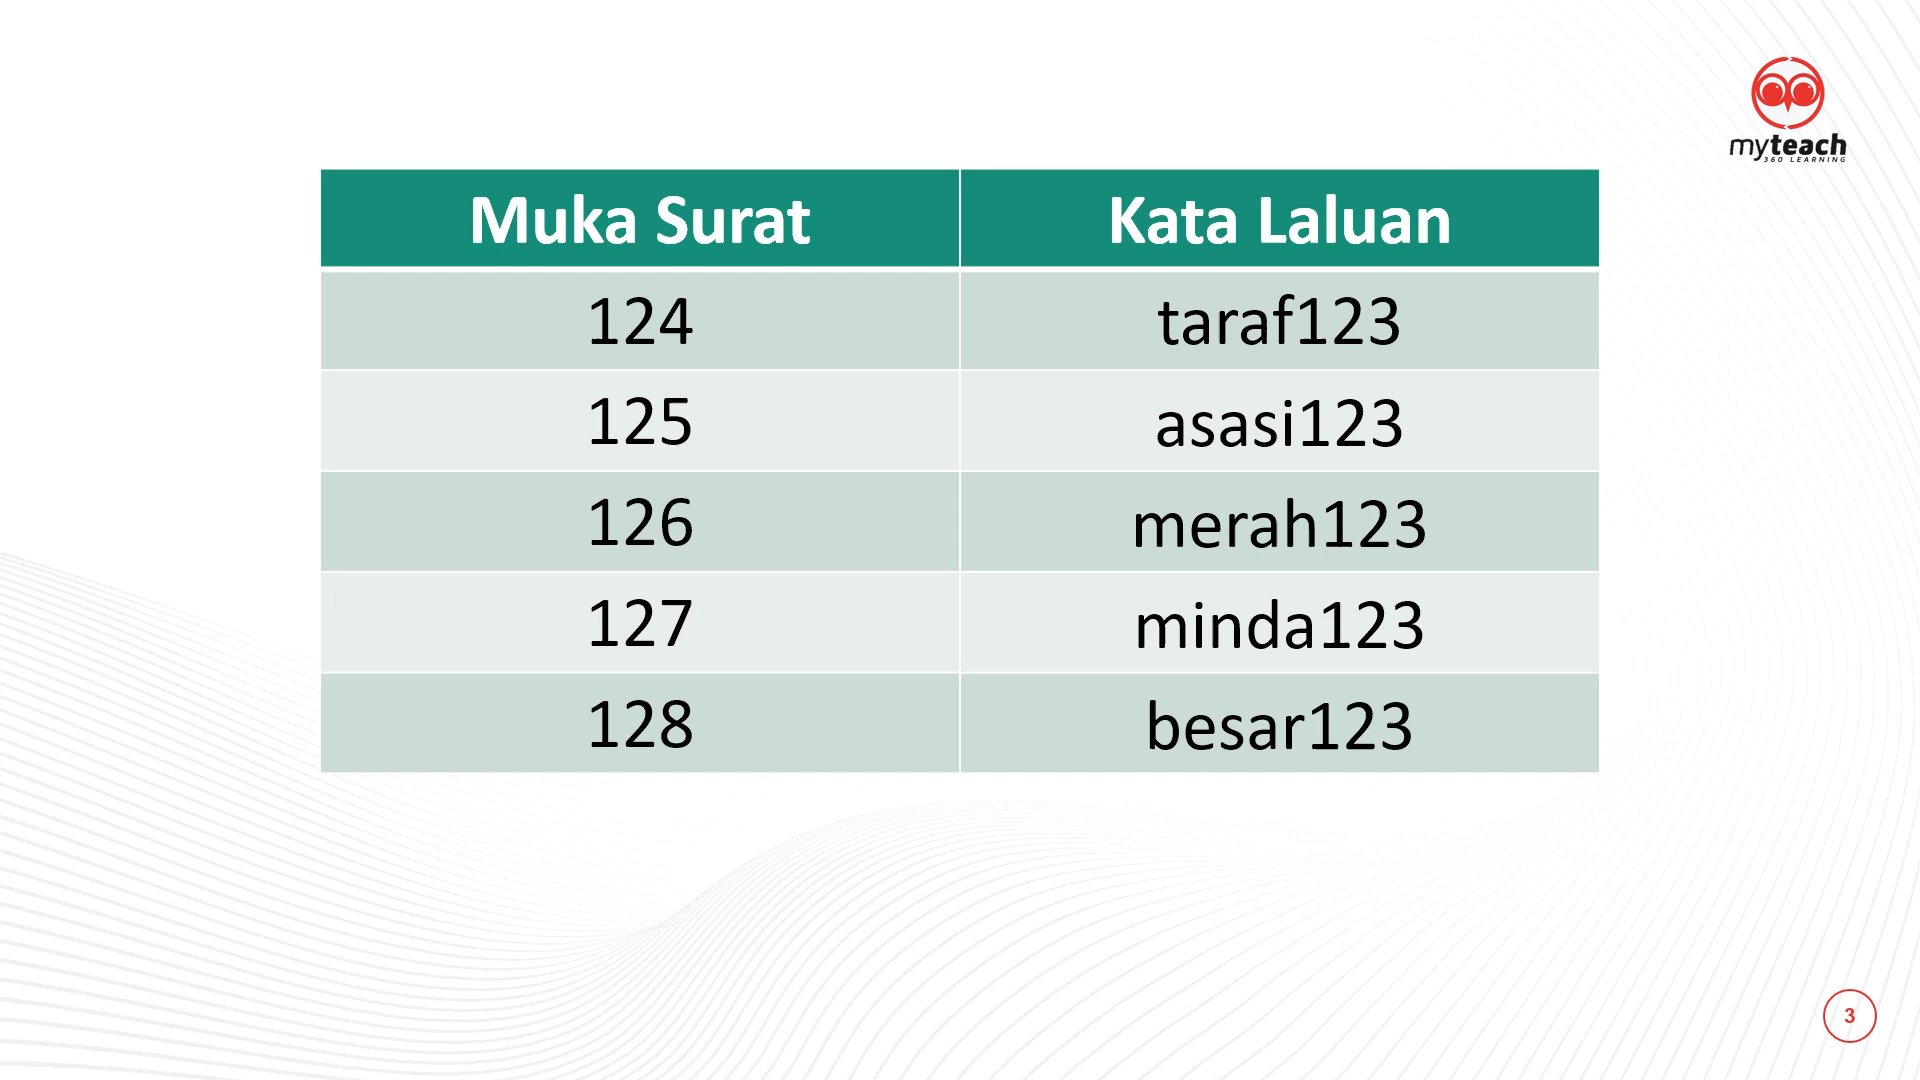 myteach
360 LEARNING
Muka Surat Kata Laluan
124 taraf123
125 asasi123
126 merah123
127 minda123
128 besar123
3